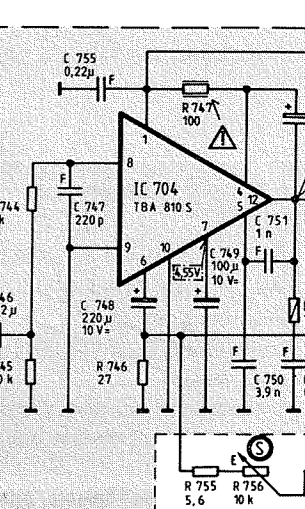 C 755
0,22µ
F
R 747
100
+
1
8
IC 704
TBA 810 S
4
5
12
F
C 747
220 p
744
k
7
C 751
1 n
9
10
6
4,55V
C 749
100 µ
10 V=
F
+
+
46
2 µ
C 748
220 µ
10 V=
45
0 k
R 746
27
F
F
C 750
3,9 n
S
E
R 755
5,6
R 756
10 k